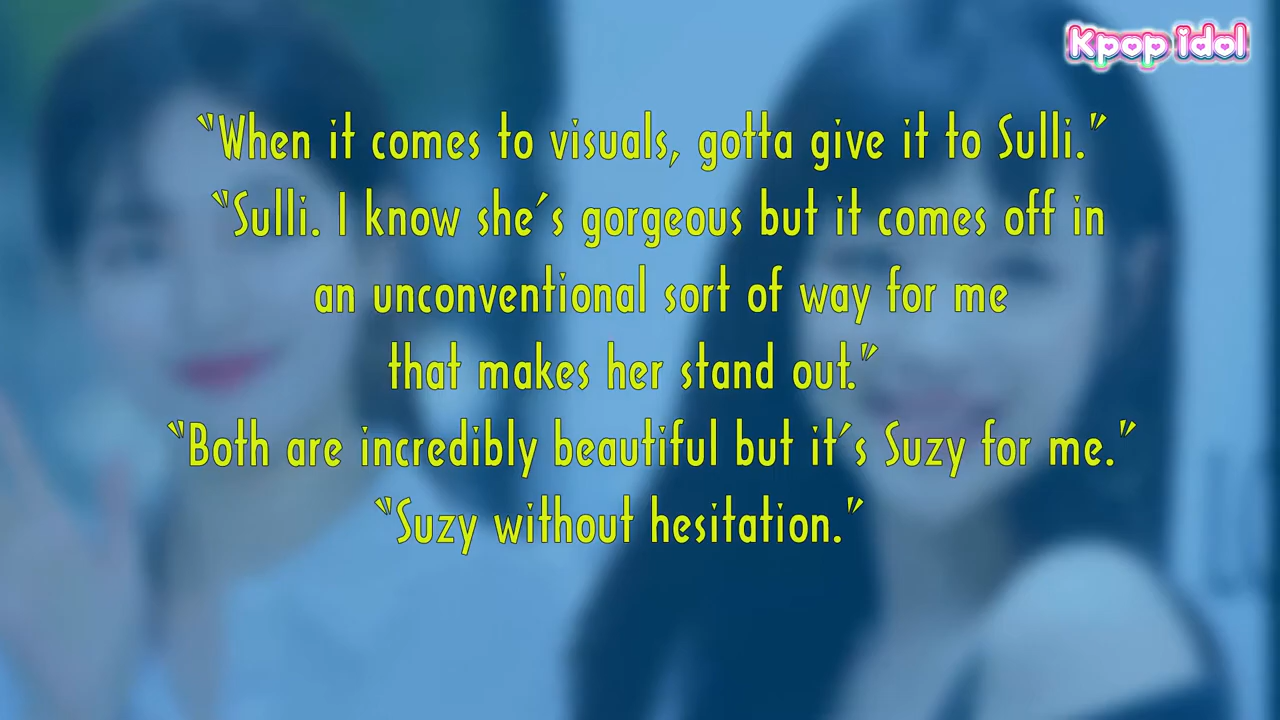 Kpop idol
“When it comes to visuals, gotta give it to Sulli.”
“Sulli. I know she's gorgeous but it comes off in
an unconventional sort of way for me
that makes her stand out.”
“Both are incredibly beautiful but it's Suzy for me.”
“Suzy without hesitation.”